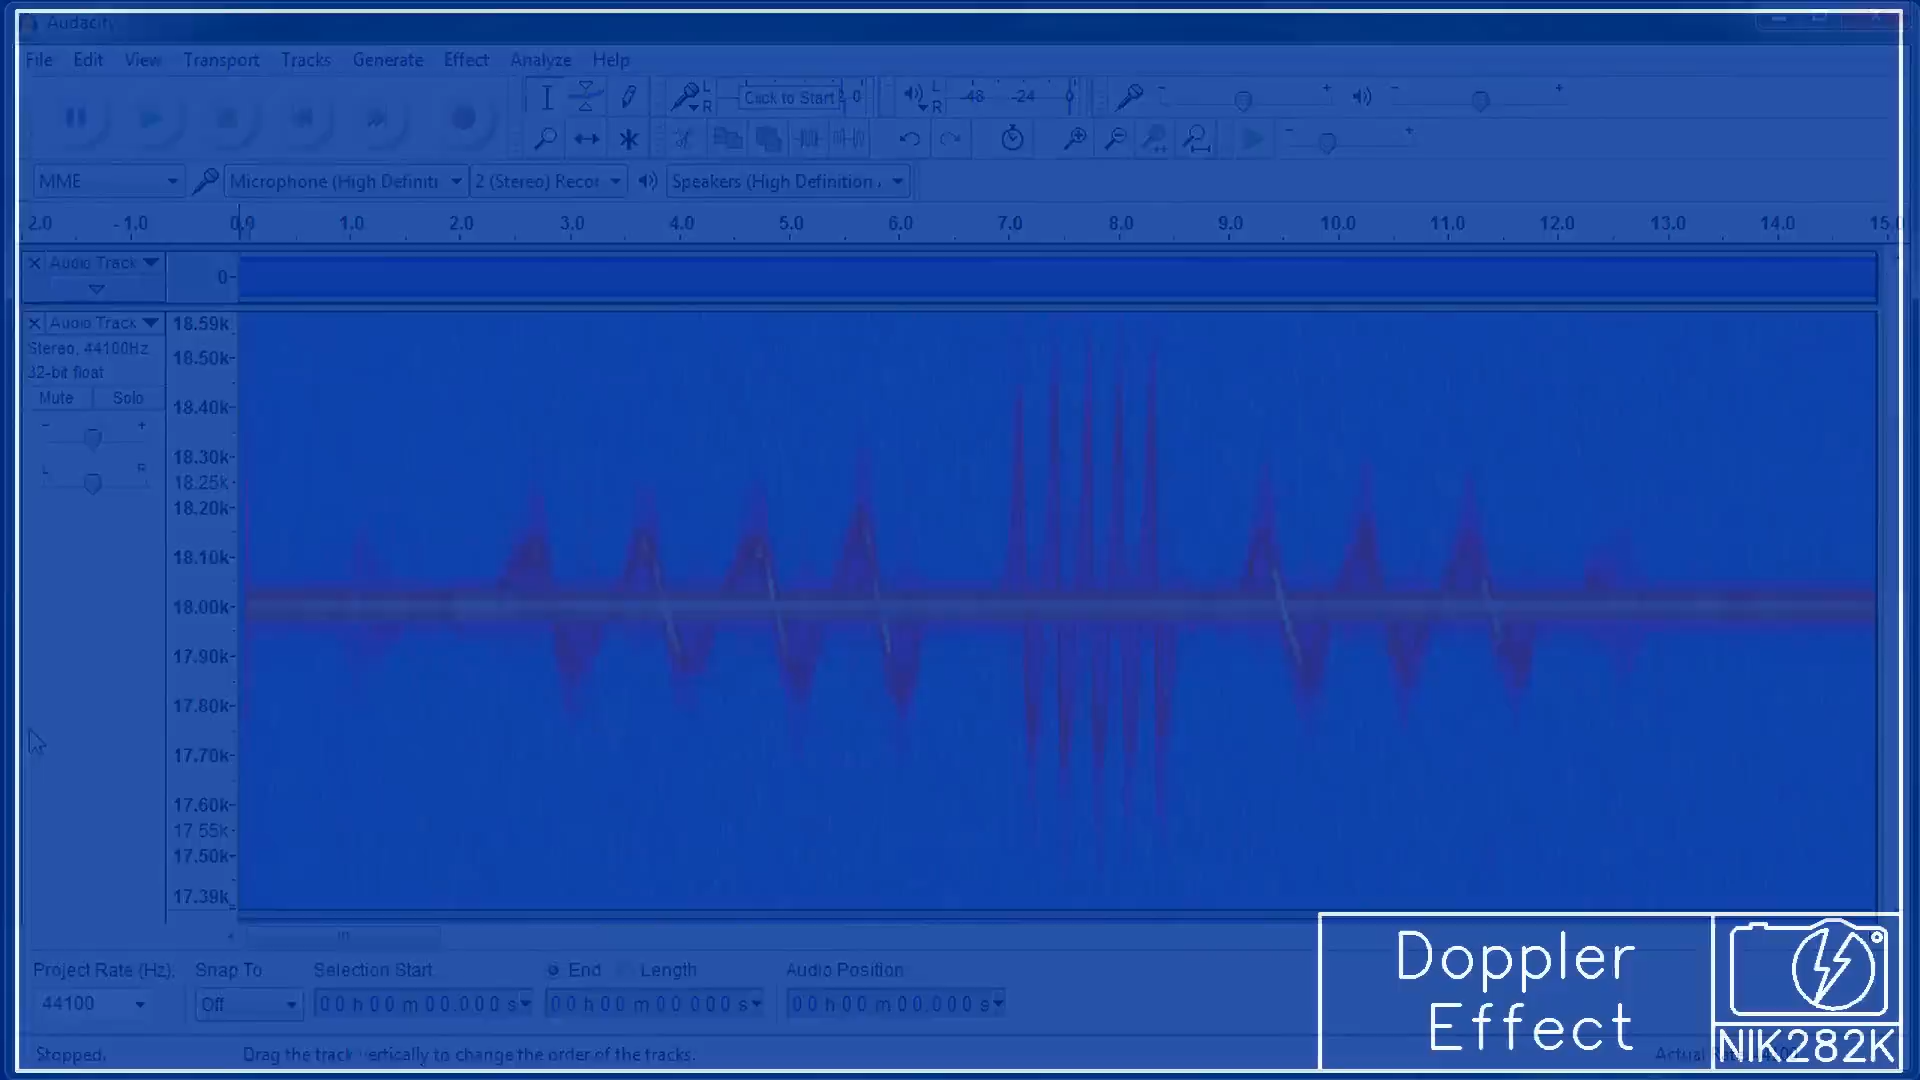 Audacity
File Edit View Transport Tracks Generate Effect Analyze Help
L
R
Click to Start
0
L
R
-48 -24 0
MME
Microphone (High Definiti
2 (Stereo) Recor
Speakers (High Definition
2.0 -1.0 0.0 1.0 2.0 3.0 4.0 5.0 6.0 7.0 8.0 9.0 10.0 11.0 12.0 13.0 14.0 15.0
Audio Track
0
Audio Track
Stereo, 44100Hz
32-bit float
Mute Solo
- +
L R
18.59k
18.50k
18.40k
18.30k
18.25k
18.20k
18.10k
18.00k
17.90k
17.80k
17.70k
17.60k
17.55k
17.50k
17.39k
Project Rate (Hz): Snap To Selection Start End Length Audio Position
44100 Off 00 h 00 m 00.000 s 00 h 00 m 00.000 s 00 h 00 m 00.000 s
Stopped. Drag the track vertically to change the order of the tracks.
Doppler
Effect
NIK282K